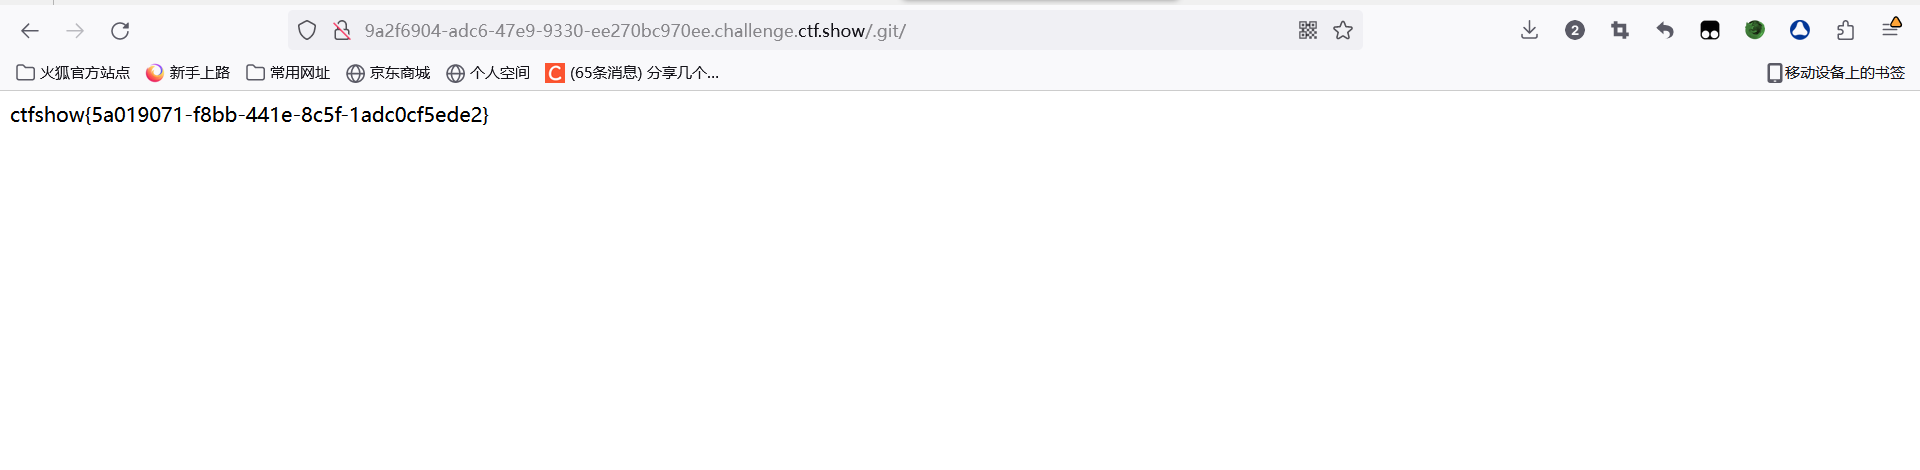 9a2f6904-adc6-47e9-9330-ee270bc970ee.challenge.ctf.show/.git/
2
火狐官方站点 新手上路 常用网址 京东商城 个人空间 C (65条消息) 分享几个... 移动设备上的书签
ctfshow{5a019071-f8bb-441e-8c5f-1adc0cf5ede2}